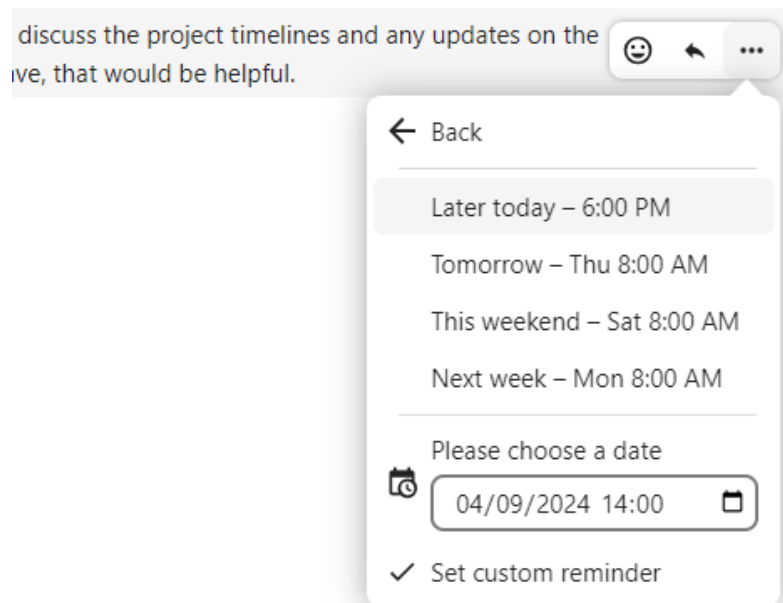 discuss the project timelines and any updates on the
ve, that would be helpful.
Back
Later today – 6:00 PM
Tomorrow – Thu 8:00 AM
This weekend – Sat 8:00 AM
Next week – Mon 8:00 AM
Please choose a date
04/09/2024 14:00
Set custom reminder